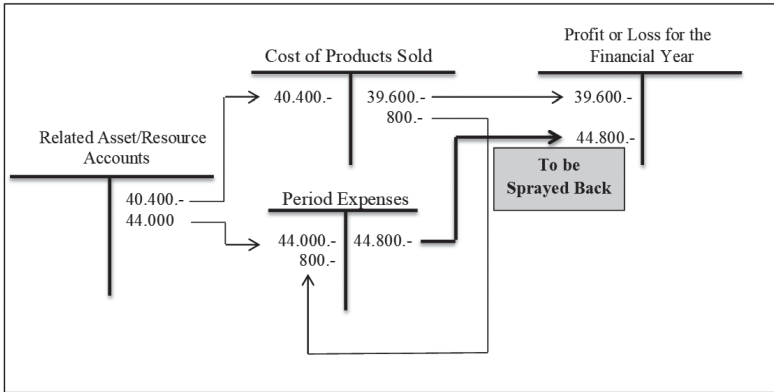 Profit or Loss for the
Financial Year
Cost of Products Sold
40.400.- 39.600.- 39.600.-
800.-
44.800.-
Related Asset/Resource
Accounts
To be
Sprayed Back
40.400.-
44.000
Period Expenses
44.000.- 44.800.-
800.-